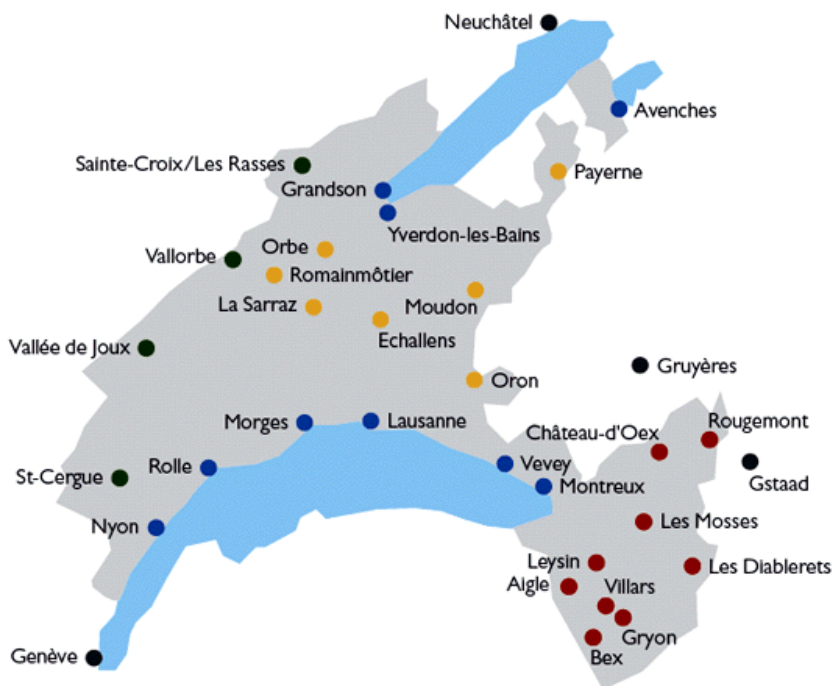 Neuchâtel
Avenches
Sainte-Croix/Les Rasses
Payerne
Grandson
Yverdon-les-Bains
Orbe
Vallorbe
Romainmôtier
La Sarraz
Moudon
Echallens
Vallée de Joux
Gruyères
Oron
Rougemont
Morges
Lausanne
Château-d'Oex
Rolle
Vevey
Gstaad
St-Cergue
Montreux
Nyon
Les Mosses
Leysin
Les Diablerets
Aigle
Villars
Gryon
Genève
Bex